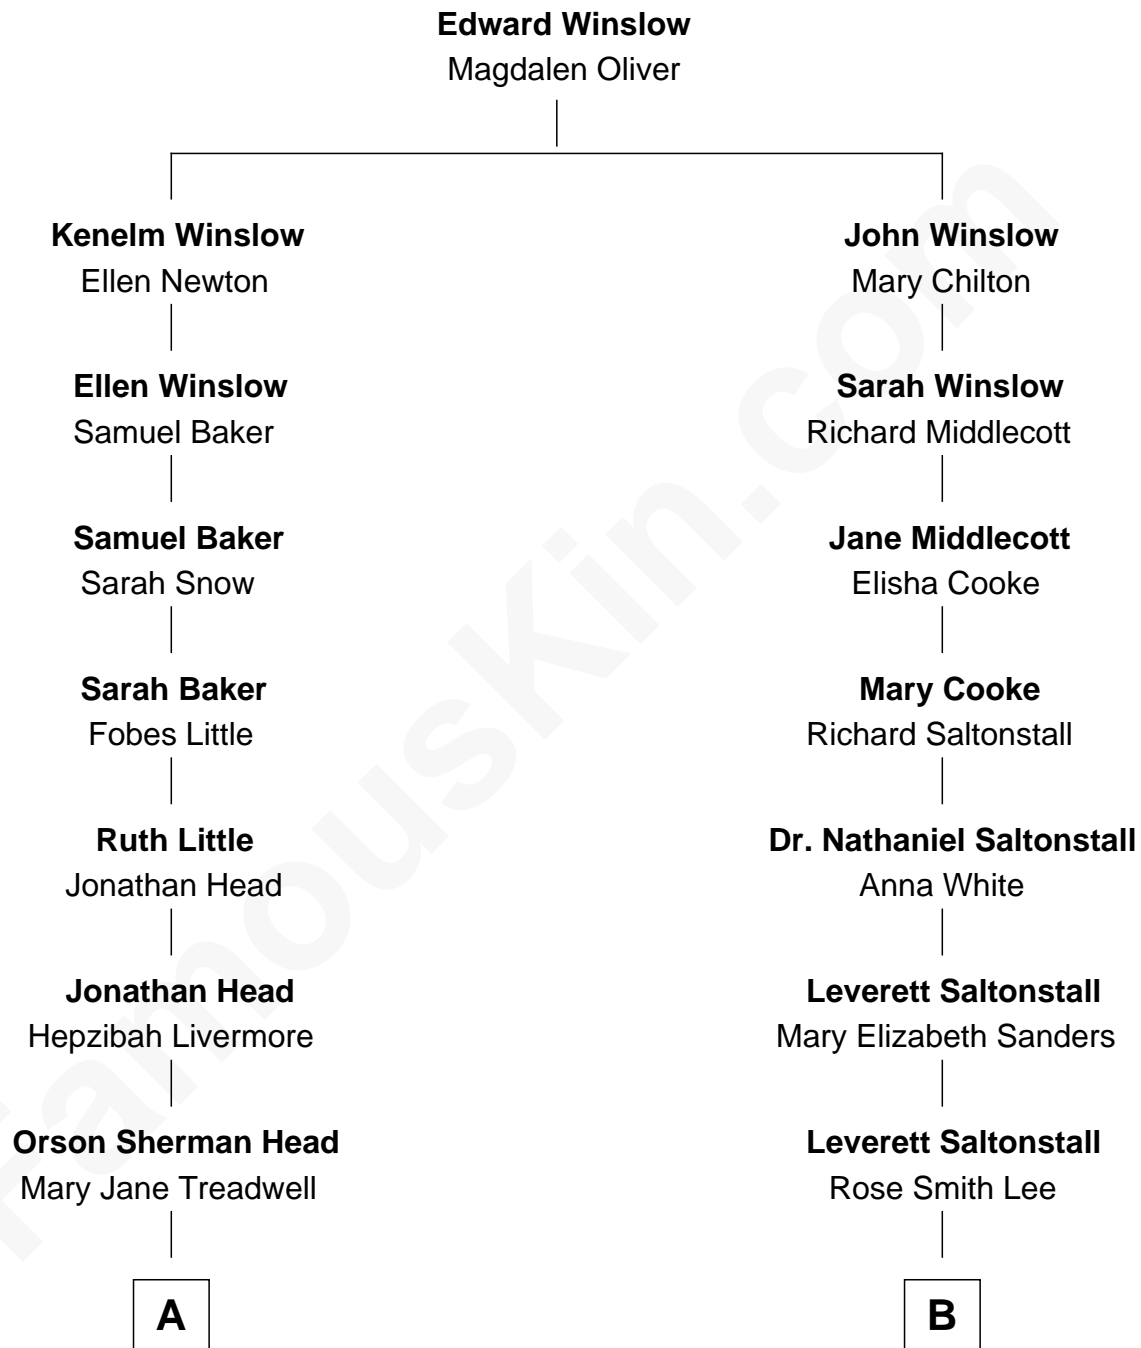 Edward Winslow
Magdalen Oliver
Kenelm Winslow
Ellen Newton
John Winslow
Mary Chilton
Ellen Winslow
Samuel Baker
Sarah Winslow
Richard Middlecott
Samuel Baker
Sarah Snow
Jane Middlecott
Elisha Cooke
Sarah Baker
Fobes Little
Mary Cooke
Richard Saltonstall
Ruth Little
Jonathan Head
Dr. Nathaniel Saltonstall
Anna White
Jonathan Head
Hepzibah Livermore
Leverett Saltonstall
Mary Elizabeth Sanders
Orson Sherman Head
Mary Jane Treadwell
Leverett Saltonstall
Rose Smith Lee
A
B
FamousKin.com